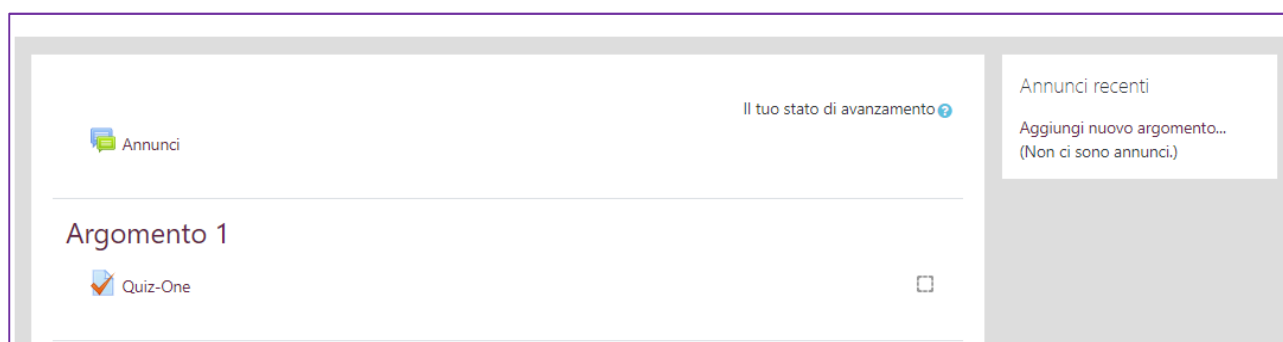 Il tuo stato di avanzamento
Annunci
Argomento 1
Quiz-One
Annunci recenti
Aggiungi nuovo argomento...
(Non ci sono annunci.)